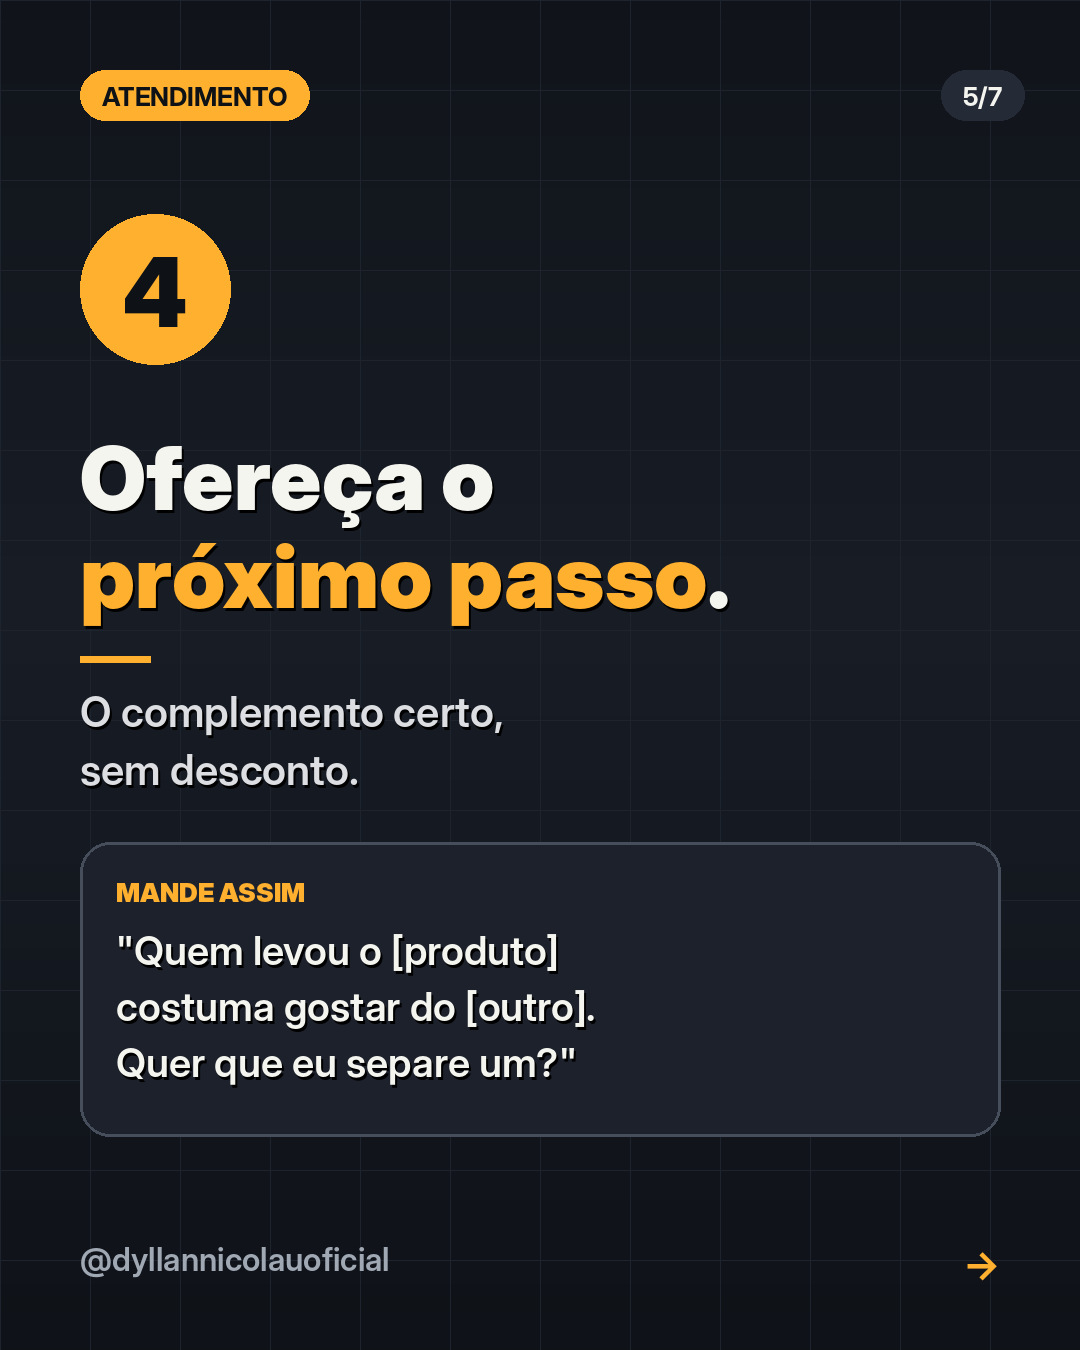 ATENDIMENTO
5/7
4
Ofereça o
próximo passo.
O complemento certo,
sem desconto.
MANDE ASSIM
"Quem levou o [produto]
costuma gostar do [outro].
Quer que eu separe um?"
@dyllannicolauoficial
→